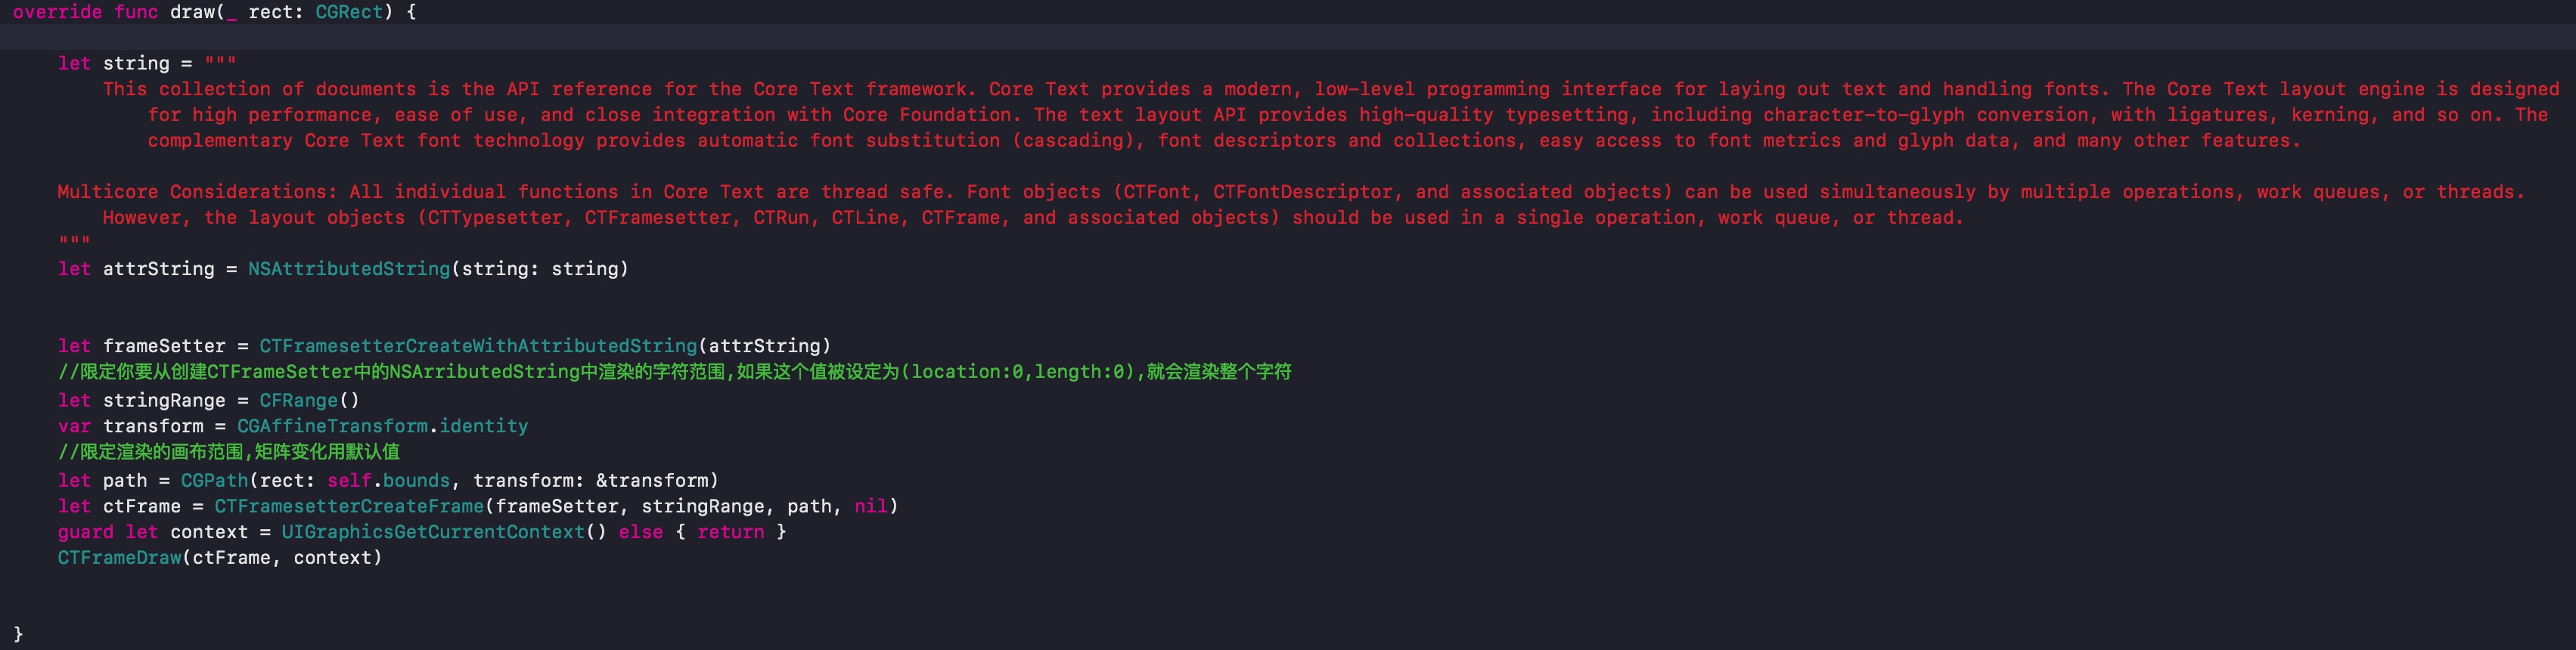 override func draw(_ rect: CGRect) {
let string = """
This collection of documents is the API reference for the Core Text framework. Core Text provides a modern, low-level programming interface for laying out text and handling fonts. The Core Text layout engine is designed
for high performance, ease of use, and close integration with Core Foundation. The text layout API provides high-quality typesetting, including character-to-glyph conversion, with ligatures, kerning, and so on. The
complementary Core Text font technology provides automatic font substitution (cascading), font descriptors and collections, easy access to font metrics and glyph data, and many other features.
Multicore Considerations: All individual functions in Core Text are thread safe. Font objects (CTFont, CTFontDescriptor, and associated objects) can be used simultaneously by multiple operations, work queues, or threads.
However, the layout objects (CTTypesetter, CTFramesetter, CTRun, CTLine, CTFrame, and associated objects) should be used in a single operation, work queue, or thread.
"""
let attrString = NSAttributedString(string: string)
let frameSetter = CTFramesetterCreateWithAttributedString(attrString)
//限定你要从创建CTFrameSetter中的NSArributedString中渲染的字符范围,如果这个值被设定为(location:0,length:0),就会渲染整个字符
let stringRange = CFRange()
var transform = CGAffineTransform.identity
//限定渲染的画布范围,矩阵变化用默认值
let path = CGPath(rect: self.bounds, transform: &transform)
let ctFrame = CTFramesetterCreateFrame(frameSetter, stringRange, path, nil)
guard let context = UIGraphicsGetCurrentContext() else { return }
CTFrameDraw(ctFrame, context)
}